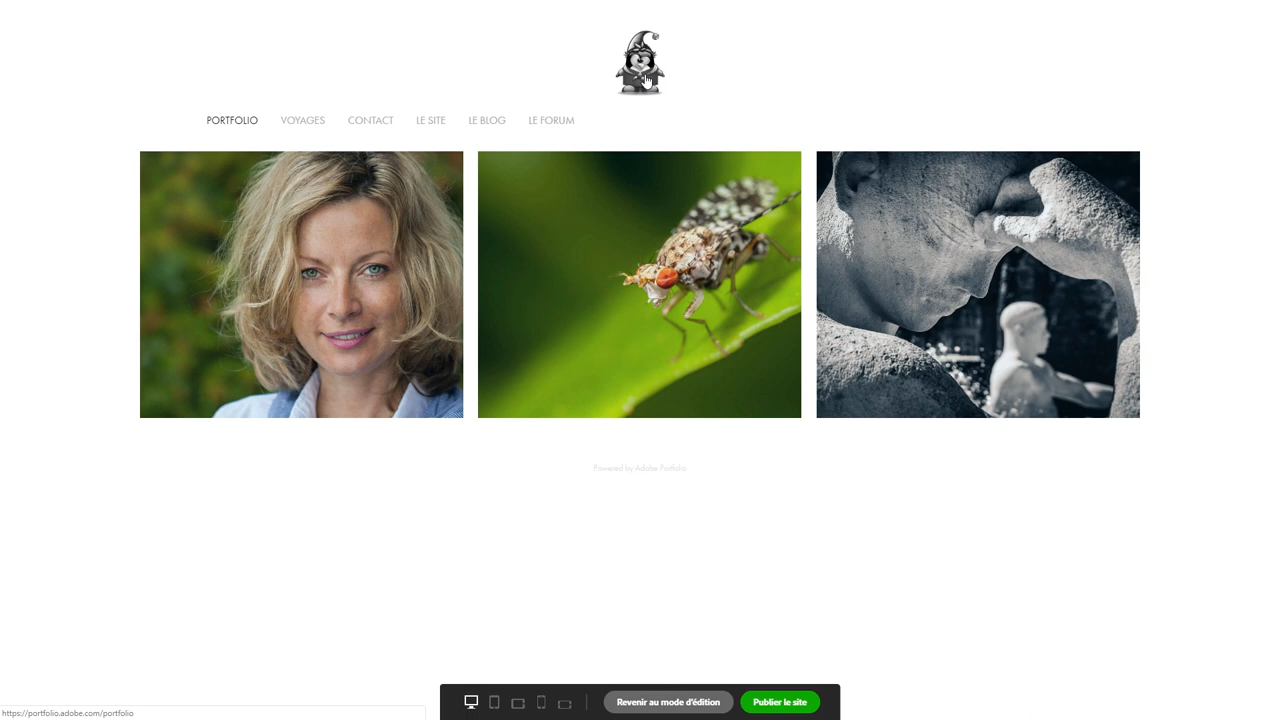 PORTFOLIO VOYAGES CONTACT LE SITE LE BLOG LE FORUM
Powered by Adobe Portfolio
Revenir au mode d'édition Publier le site
https://portfolio.adobe.com/portfolio